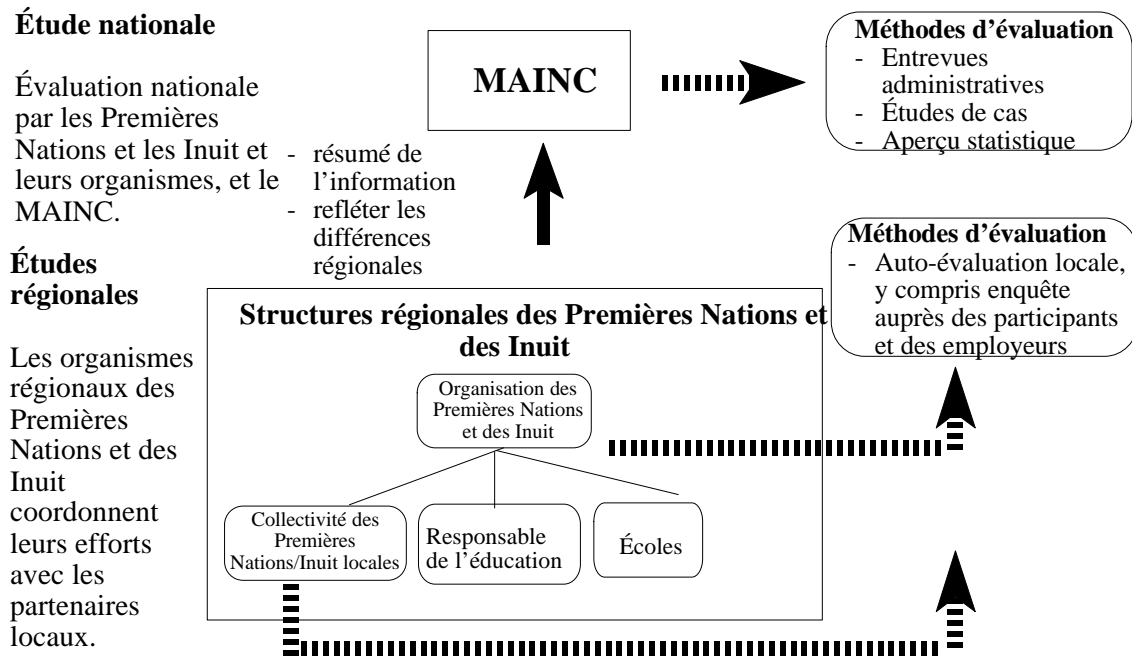 Étude nationale
Évaluation nationale
par les Premières
Nations et les Inuit et
leurs organismes, et le
MAINC.
- résumé de
l'information
- refléter les
différences
régionales
MAINC
Méthodes d'évaluation
- Entrevues
administratives
- Études de cas
- Aperçu statistique
Études
régionales
Les organismes
régionaux des
Premières
Nations et des
Inuit
coordonnent
leurs efforts
avec les
partenaires
locaux.
Méthodes d'évaluation
- Auto-évaluation locale,
y compris enquête
auprès des participants
et des employeurs
Structures régionales des Premières Nations et
des Inuit
Organisation des
Premières Nations
et des Inuit
Collectivité des
Premières
Nations/Inuit locales
Responsable
de l'éducation
Écoles